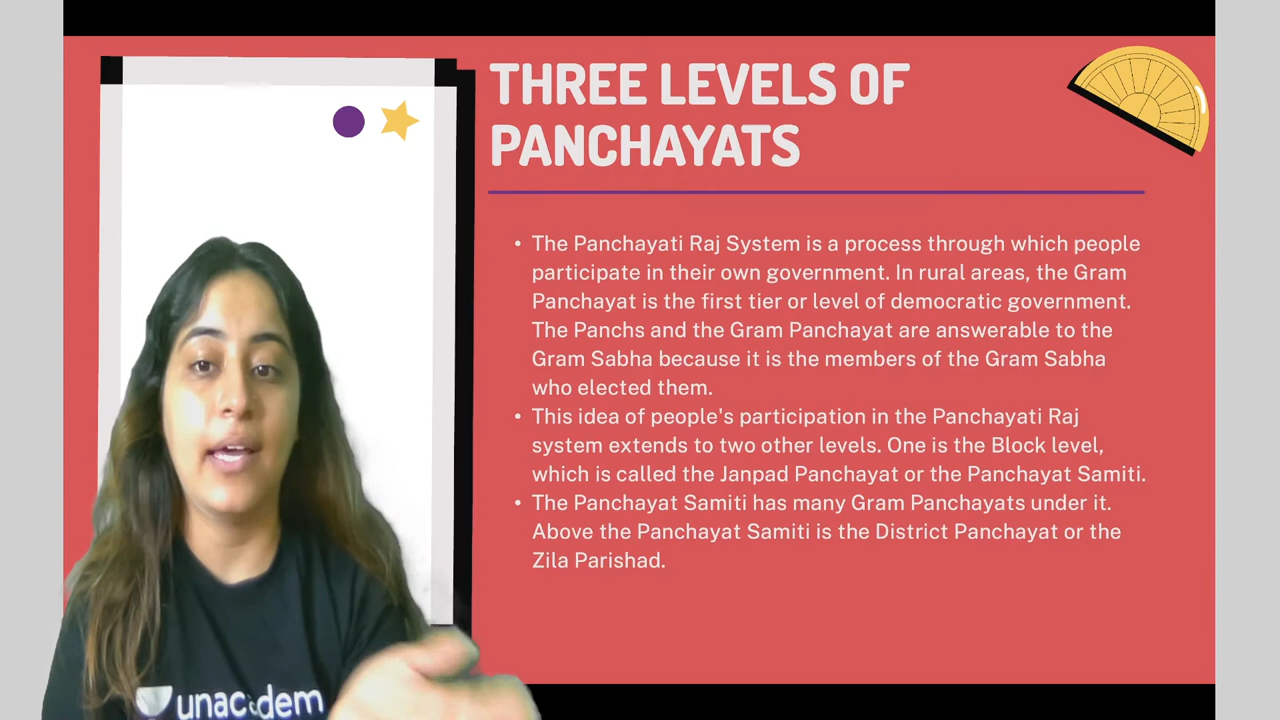 THREE LEVELS OF
PANCHAYATS
• The Panchayati Raj System is a process through which people
participate in their own government. In rural areas, the Gram
Panchayat is the first tier or level of democratic government.
The Panchs and the Gram Panchayat are answerable to the
Gram Sabha because it is the members of the Gram Sabha
who elected them.
• This idea of people's participation in the Panchayati Raj
system extends to two other levels. One is the Block level,
which is called the Janpad Panchayat or the Panchayat Samiti.
• The Panchayat Samiti has many Gram Panchayats under it.
Above the Panchayat Samiti is the District Panchayat or the
Zila Parishad.
unacadem